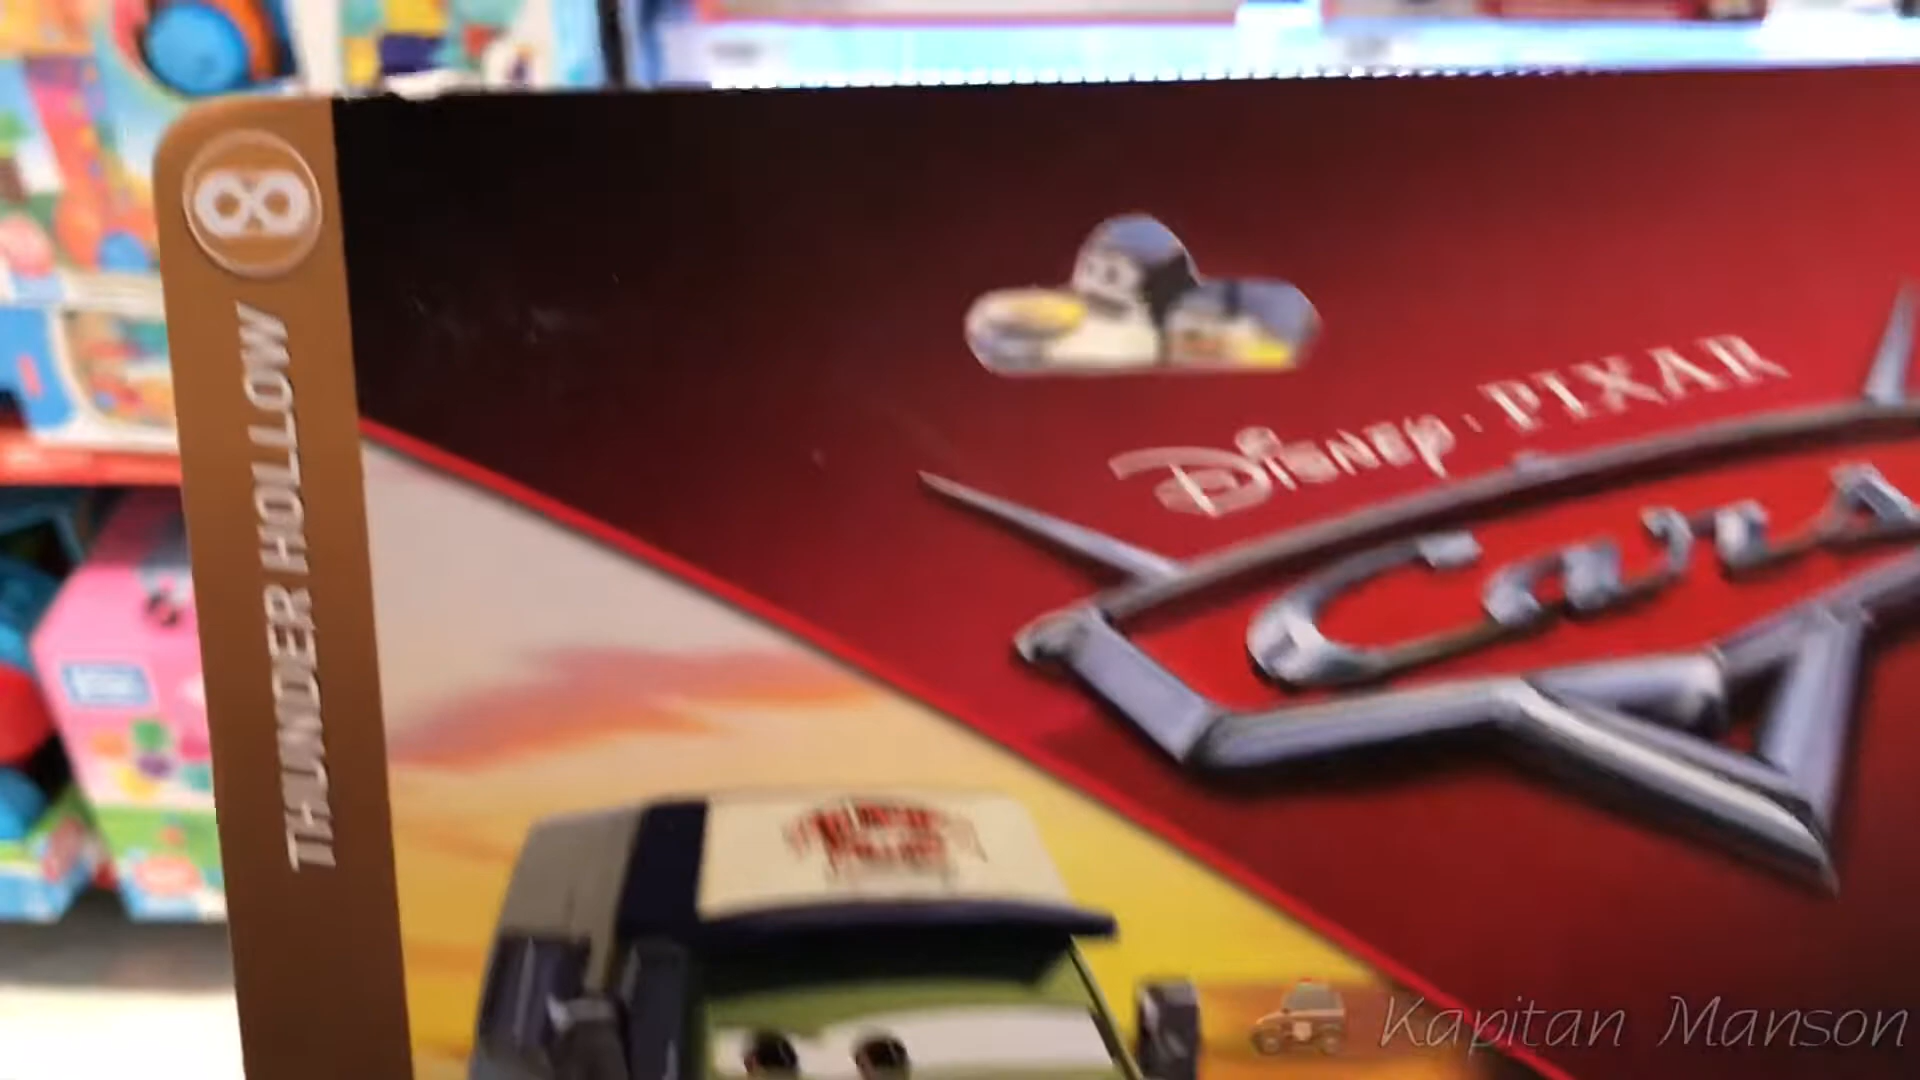 8
THUNDER HOLLOW
Disney · PIXAR
Cars
Kapitan Manson